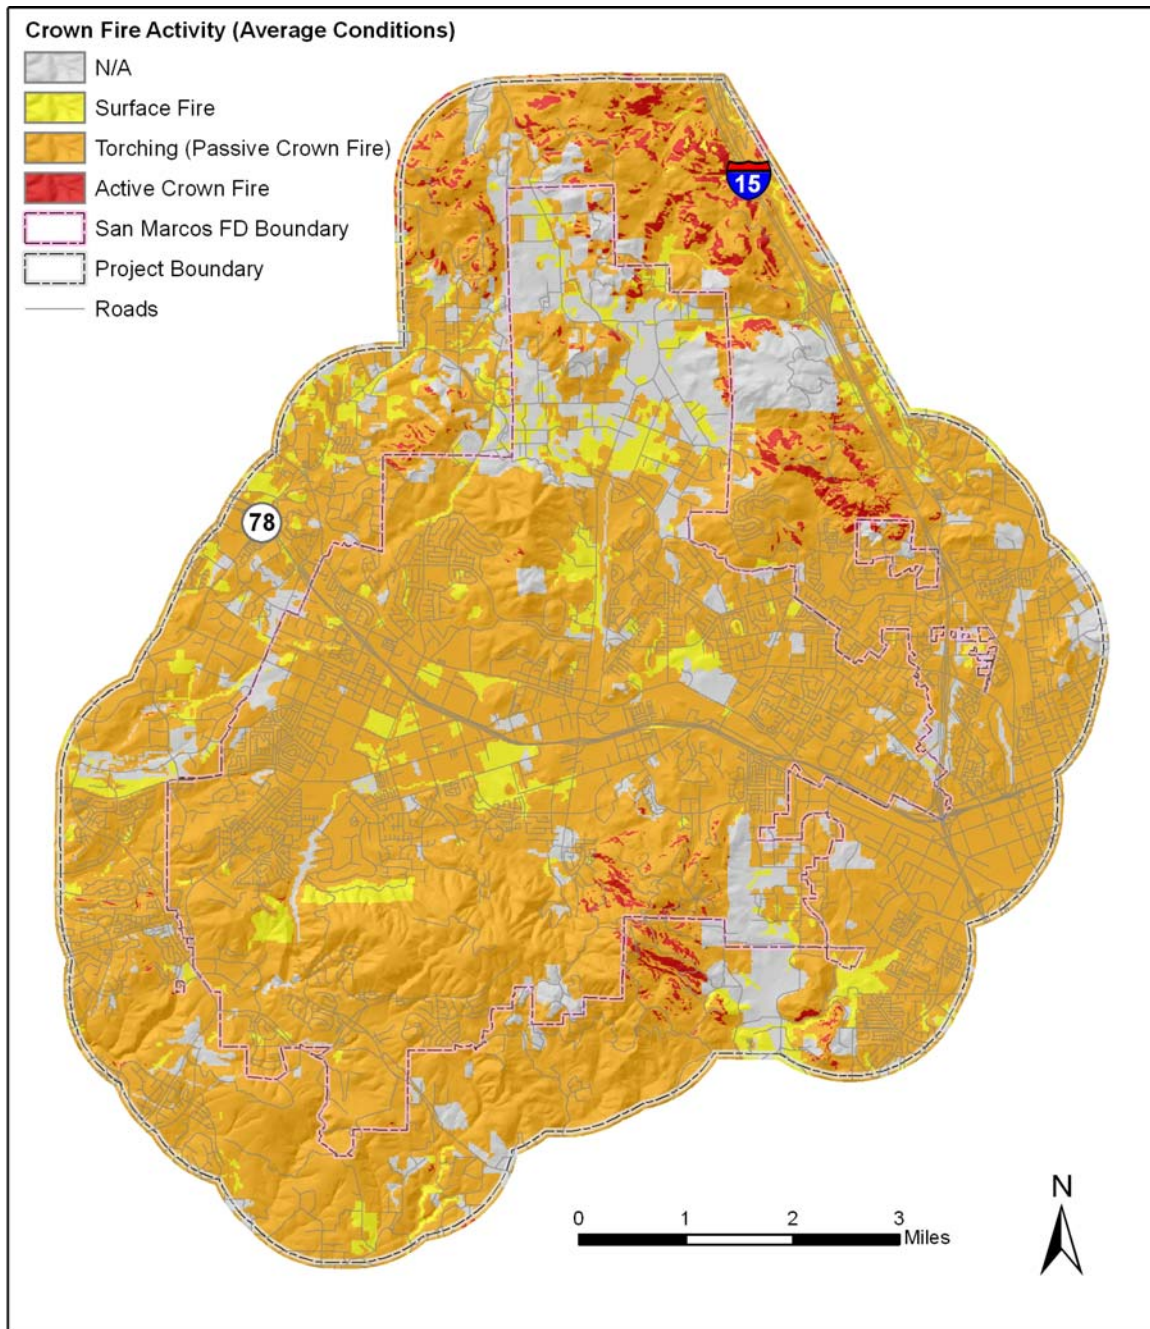 Crown Fire Activity (Average Conditions)
N/A
Surface Fire
Torching (Passive Crown Fire)
Active Crown Fire
San Marcos FD Boundary
Project Boundary
Roads
15
78
N
0 1 2 3
Miles